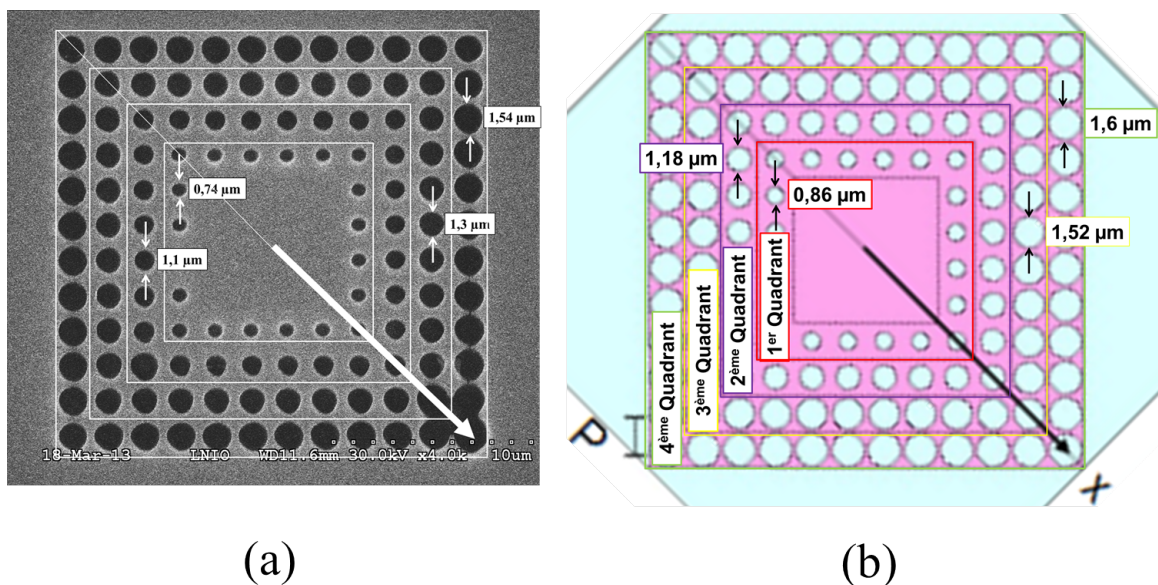 1,54 µm
0,74 µm
1,3 µm
1,1 µm
18-Mar-13 LNIO WD11.6mm 30.0kV x4.0k 10um
(a)
1,6 µm
1,18 µm
0,86 µm
1,52 µm
1er Quadrant
2ème Quadrant
3ème Quadrant
4ème Quadrant
P
x
(b)